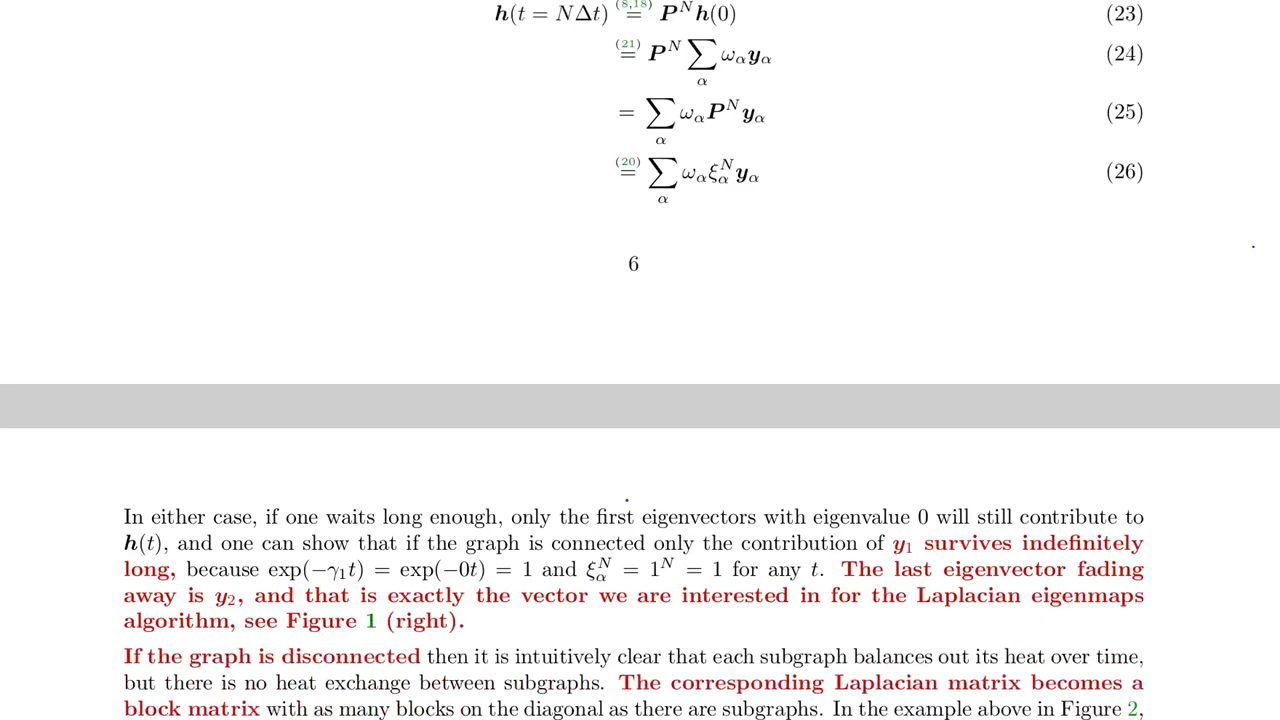 h(t = NΔt) (8,18)= P^N h(0) (23)
(21)= P^N ∑_α ω_α y_α (24)
= ∑_α ω_α P^N y_α (25)
(20)= ∑_α ω_α ξ_α^N y_α (26)
6
In either case, if one waits long enough, only the first eigenvectors with eigenvalue 0 will still contribute to
h(t), and one can show that if the graph is connected only the contribution of y_1 survives indefinitely
long, because exp(−γ_1t) = exp(−0t) = 1 and ξ_α^N = 1^N = 1 for any t. The last eigenvector fading
away is y_2, and that is exactly the vector we are interested in for the Laplacian eigenmaps
algorithm, see Figure 1 (right).
If the graph is disconnected then it is intuitively clear that each subgraph balances out its heat over time,
but there is no heat exchange between subgraphs. The corresponding Laplacian matrix becomes a
block matrix with as many blocks on the diagonal as there are subgraphs. In the example above in Figure 2,